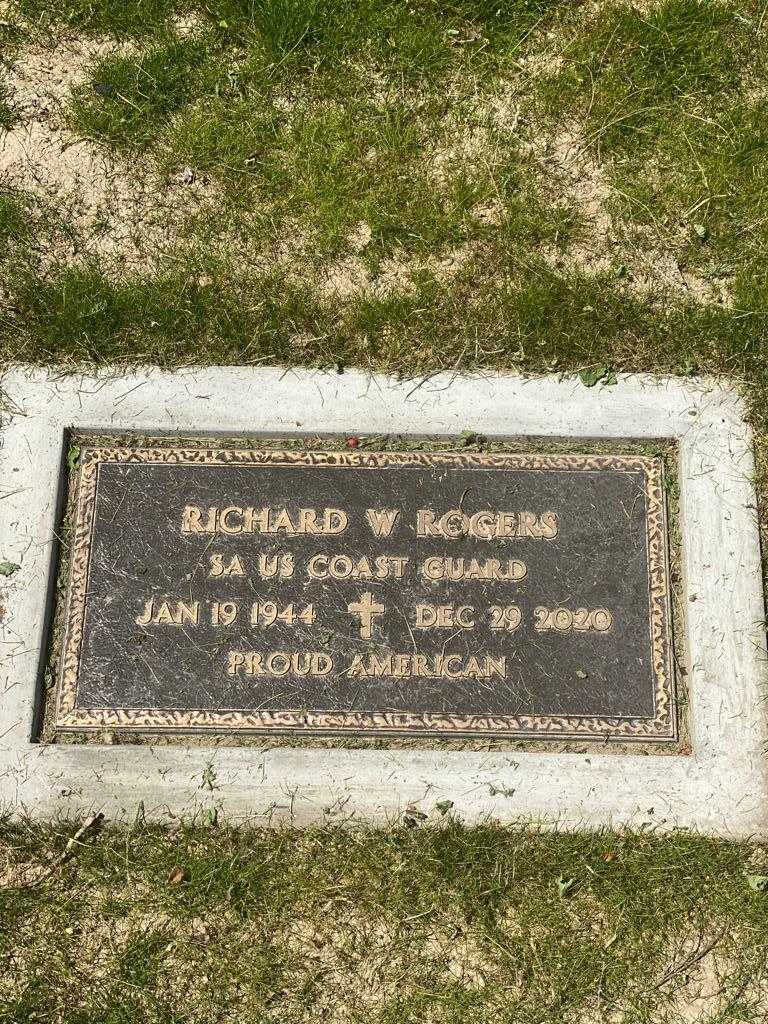 RICHARD W ROGERS
SA US COAST GUARD
JAN 19 1944 DEC 29 2020
PROUD AMERICAN